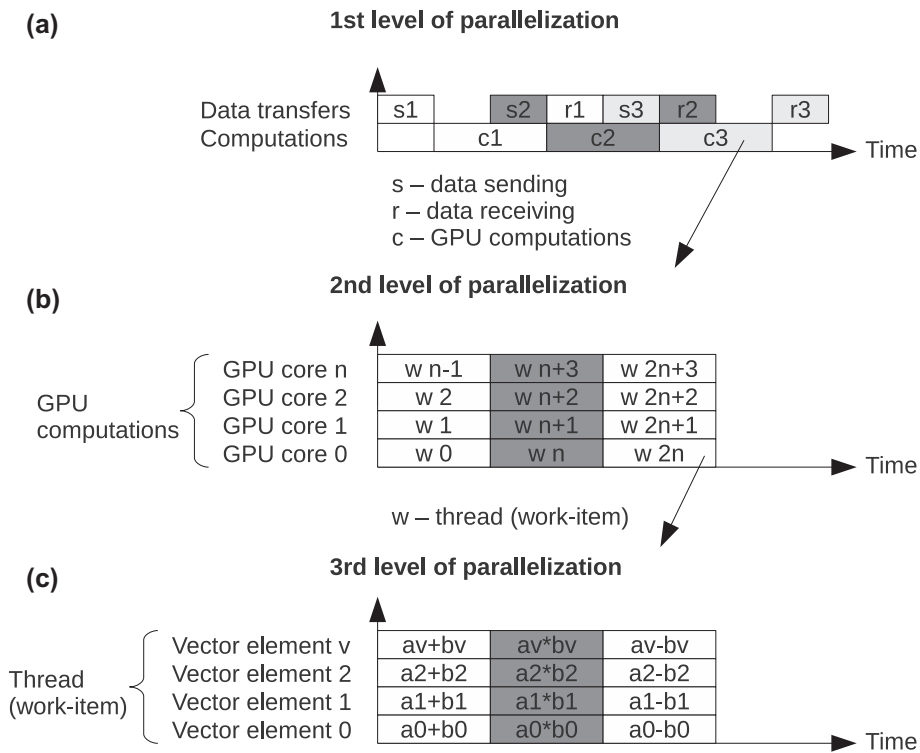 (a)
1st level of parallelization
Data transfers s1 s2 r1 s3 r2 r3
Computations c1 c2 c3
Time
s – data sending
r – data receiving
c – GPU computations
(b)
2nd level of parallelization
GPU computations
GPU core n w n-1 w n+3 w 2n+3
GPU core 2 w 2 w n+2 w 2n+2
GPU core 1 w 1 w n+1 w 2n+1
GPU core 0 w 0 w n w 2n
Time
w – thread (work-item)
(c)
3rd level of parallelization
Thread
(work-item)
Vector element v av+bv av*bv av-bv
Vector element 2 a2+b2 a2*b2 a2-b2
Vector element 1 a1+b1 a1*b1 a1-b1
Vector element 0 a0+b0 a0*b0 a0-b0
Time